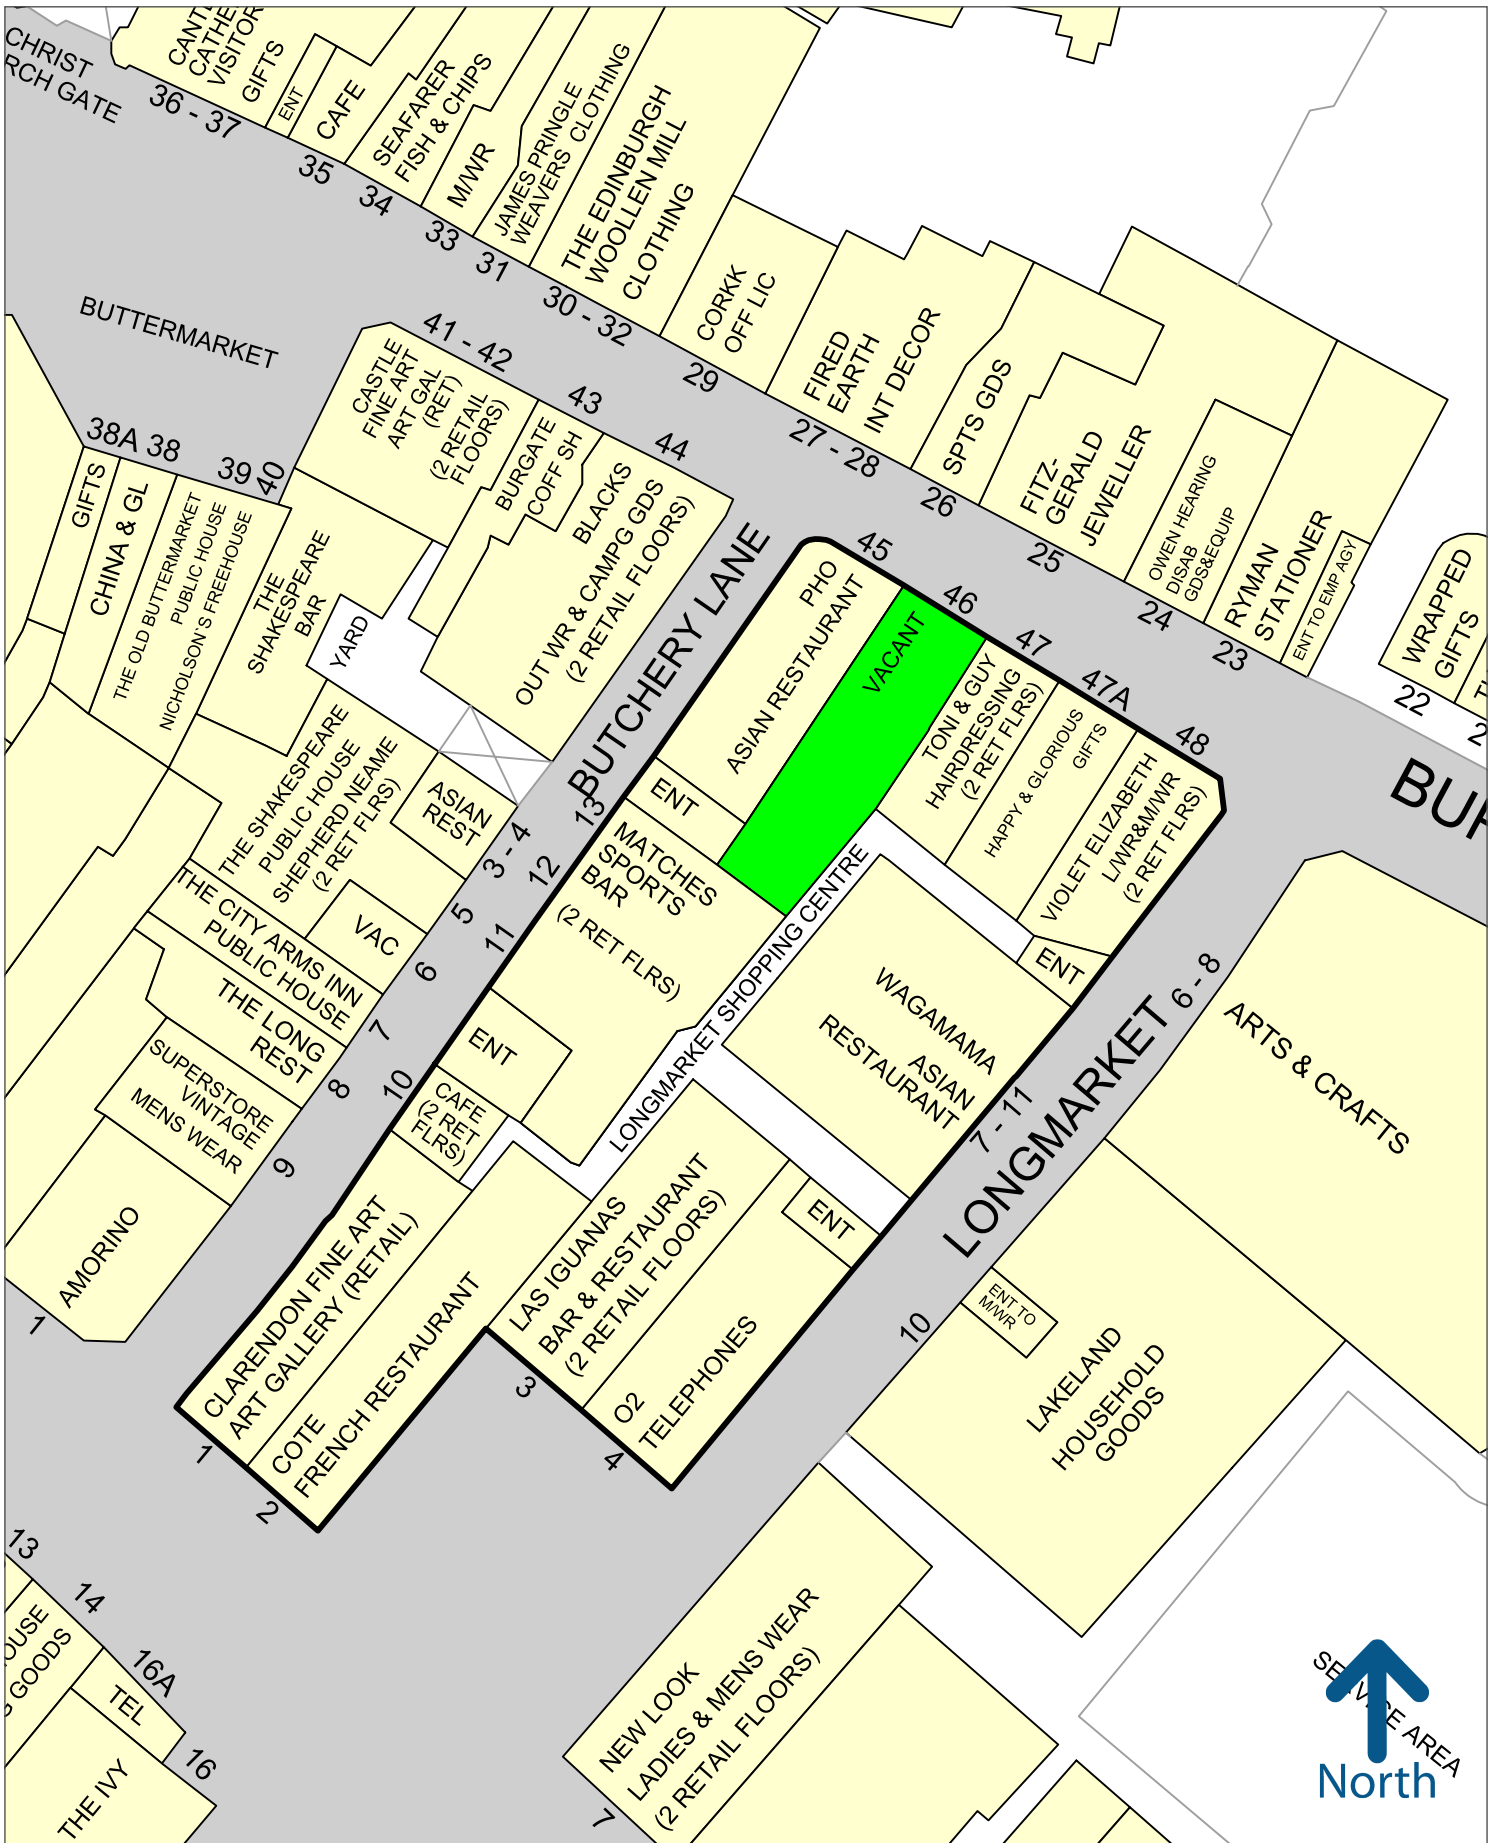 CHRIST
RCH GATE
CANT
CATHE
VISITOR
GIFTS
ENT
CAFE
SEAFARER
FISH & CHIPS
M/WR
JAMES PRINGLE
WEAVERS CLOTHING
THE EDINBURGH
WOOLLEN MILL
CLOTHING
CORKK
OFF LIC
FIRED
EARTH
INT DECOR
SPTS GDS
FITZ-
GERALD
JEWELLER
OWEN HEARING
DISAB
GDS&EQUIP
RYMAN
STATIONER
ENT TO EMP AGY
WRAPPED
GIFTS
36 - 37
35
34
33
31
30 - 32
29
27 - 28
26
25
24
23
22
2
BUTTERMARKET
41 - 42
43
44
CASTLE
FINE ART
ART GAL
(RET)
(2 RETAIL
FLOORS)
BURGATE
COFF SH
BLACKS
OUT WR & CAMPG GDS
(2 RETAIL FLOORS)
38A 38
39
40
GIFTS
CHINA & GL
THE OLD BUTTERMARKET
PUBLIC HOUSE
NICHOLSON'S FREEHOUSE
THE
SHAKESPEARE
BAR
YARD
THE SHAKESPEARE
PUBLIC HOUSE
SHEPHERD NEAME
(2 RET FLRS)
ASIAN
REST
VAC
THE CITY ARMS INN
PUBLIC HOUSE
THE LONG
REST
SUPERSTORE
VINTAGE
MENS WEAR
AMORINO
1
3 - 4
5
6
7
8
9
BUTCHERY LANE
13
12
11
10
45
46
47
47A
48
PHO
ASIAN RESTAURANT
VACANT
TONI & GUY
HAIRDRESSING
(2 RET FLRS)
HAPPY & GLORIOUS
GIFTS
VIOLET ELIZABETH
L/WR&M/WR
(2 RET FLRS)
ENT
ENT
MATCHES
SPORTS
BAR
(2 RET FLRS)
ENT
CAFE
(2 RET
FLRS)
LONGMARKET SHOPPING CENTRE
WAGAMAMA
ASIAN
RESTAURANT
CLARENDON FINE ART
ART GALLERY (RETAIL)
COTE
FRENCH RESTAURANT
LAS IGUANAS
BAR & RESTAURANT
(2 RETAIL FLOORS)
ENT
O2
TELEPHONES
1
2
3
4
LONGMARKET
6 - 8
7 - 11
10
BUR
ARTS & CRAFTS
ENT TO
M/WR
LAKELAND
HOUSEHOLD
GOODS
NEW LOOK
LADIES & MENS WEAR
(2 RETAIL FLOORS)
7
13
14
16A
16
OUSE
GOODS
TEL
THE IVY
SERVICE AREA
North